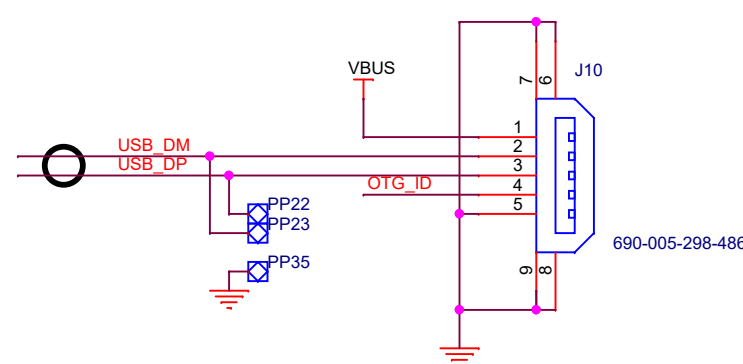 7
6
J10
VBUS
1
USB_DM
2
USB_DP
3
OTG_ID
4
5
PP22
PP23
690-005-298-486
PP35
9
8